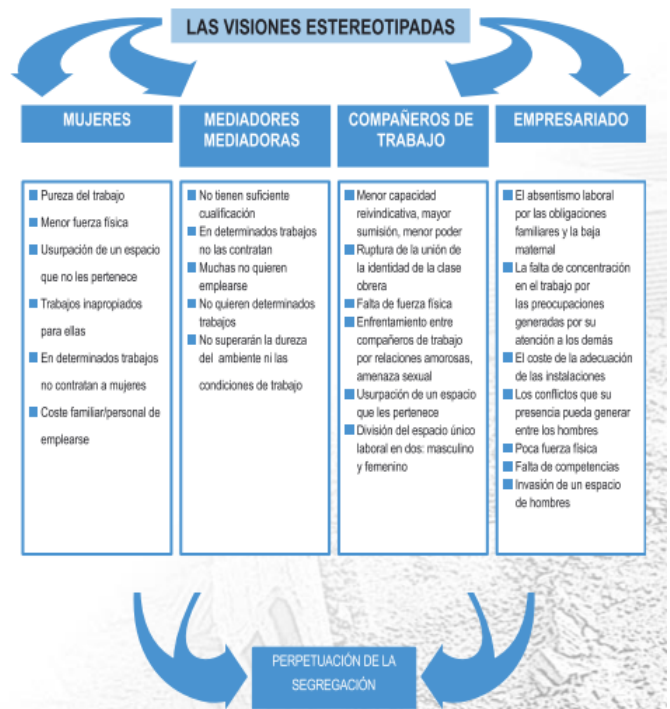 LAS VISIONES ESTEREOTIPADAS
MUJERES
Pureza del trabajo
Menor fuerza física
Usurpación de un espacio
que no les pertenece
Trabajos inapropiados
para ellas
En determinados trabajos
no contratan a mujeres
Coste familiar/personal de
emplearse
MEDIADORES
MEDIADORAS
No tienen suficiente
cualificación
En determinados trabajos
no las contratan
Muchas no quieren
emplearse
No quieren determinados
trabajos
No superarán la dureza
del ambiente ni las
condiciones de trabajo
COMPAÑEROS DE
TRABAJO
Menor capacidad
reivindicativa, mayor
sumisión, menor poder
Ruptura de la unión de
la identidad de la clase
obrera
Falta de fuerza física
Enfrentamiento entre
compañeros de trabajo
por relaciones amorosas,
amenaza sexual
Usurpación de un espacio
que les pertenece
División del espacio único
laboral en dos: masculino
y femenino
EMPRESARIADO
El absentismo laboral
por las obligaciones
familiares y la baja
maternal
La falta de concentración
en el trabajo por
las preocupaciones
generadas por su
atención a los demás
El coste de la adecuación
de las instalaciones
Los conflictos que su
presencia pueda generar
entre los hombres
Poca fuerza física
Falta de competencias
Invasión de un espacio
de hombres
PERPETUACIÓN DE LA
SEGREGACIÓN